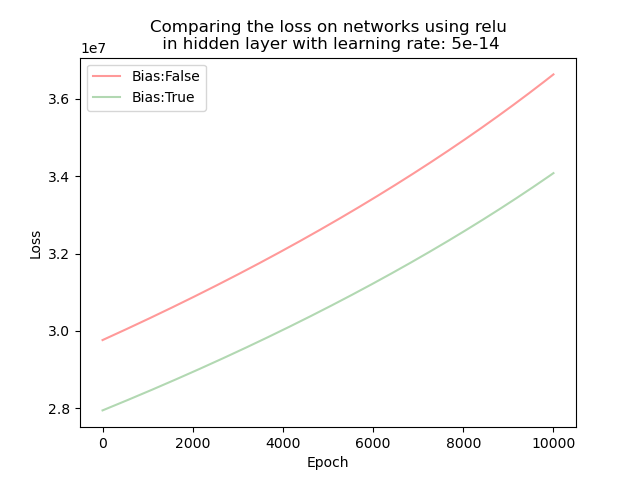 Comparing the loss on networks using relu
in hidden layer with learning rate: 5e-14
1e7
Bias:False
Bias:True
3.6
3.4
3.2
3.0
2.8
Loss
0 2000 4000 6000 8000 10000
Epoch